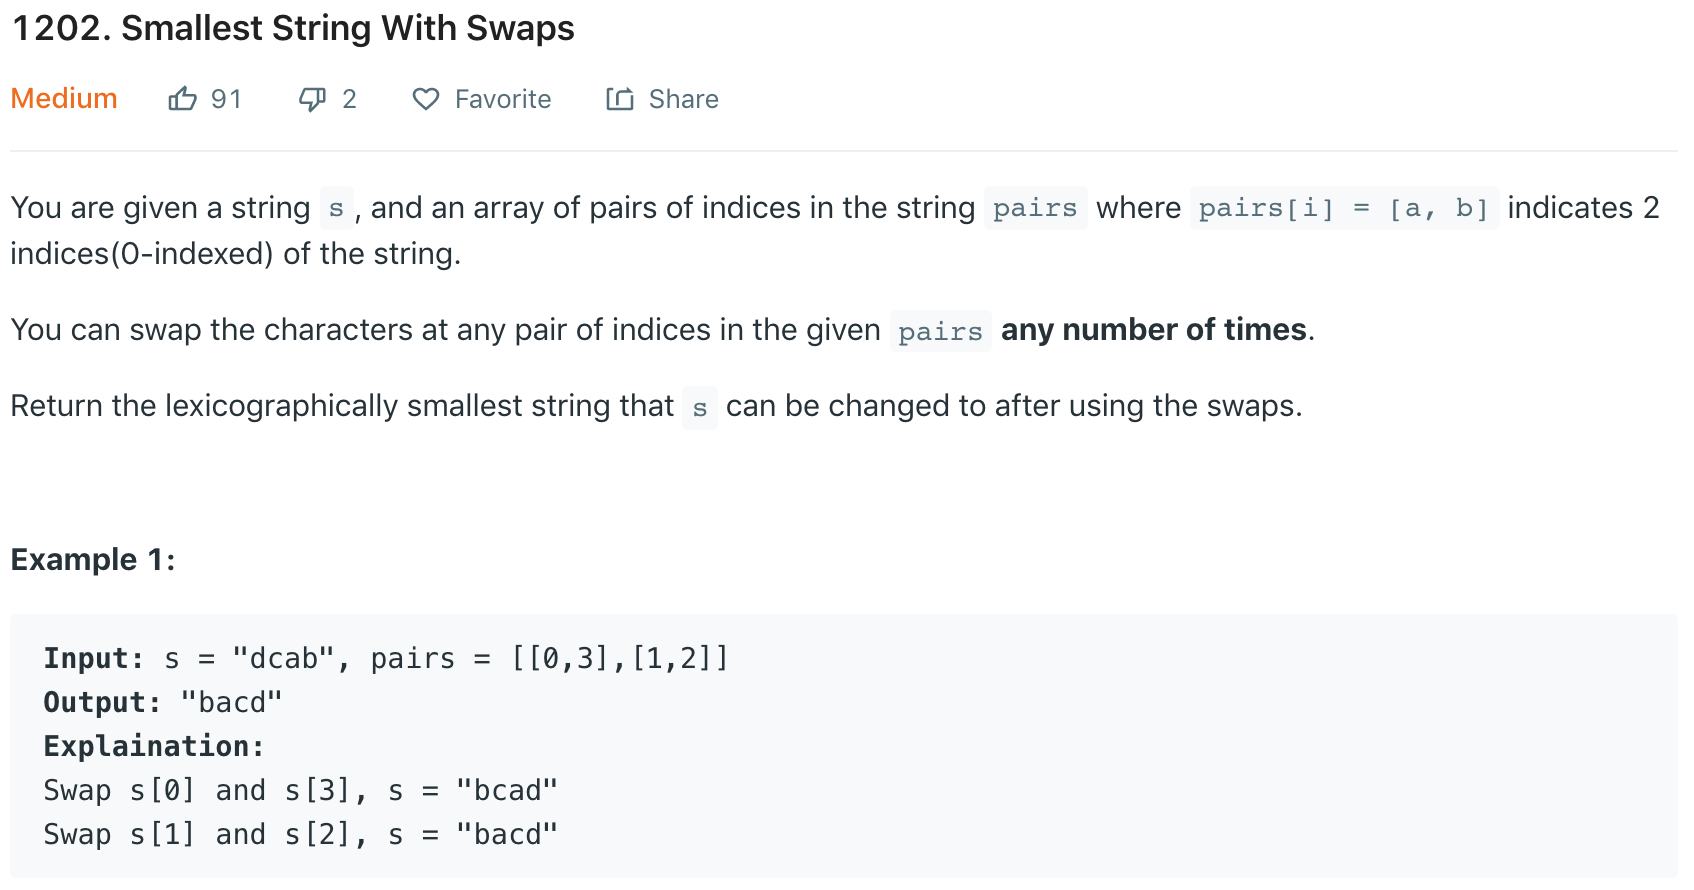 1202. Smallest String With Swaps
Medium 91 2 Favorite Share
You are given a string s , and an array of pairs of indices in the string pairs where pairs[i] = [a, b] indicates 2
indices(0-indexed) of the string.
You can swap the characters at any pair of indices in the given pairs any number of times.
Return the lexicographically smallest string that s can be changed to after using the swaps.
Example 1:
Input: s = "dcab", pairs = [[0,3],[1,2]]
Output: "bacd"
Explaination:
Swap s[0] and s[3], s = "bcad"
Swap s[1] and s[2], s = "bacd"